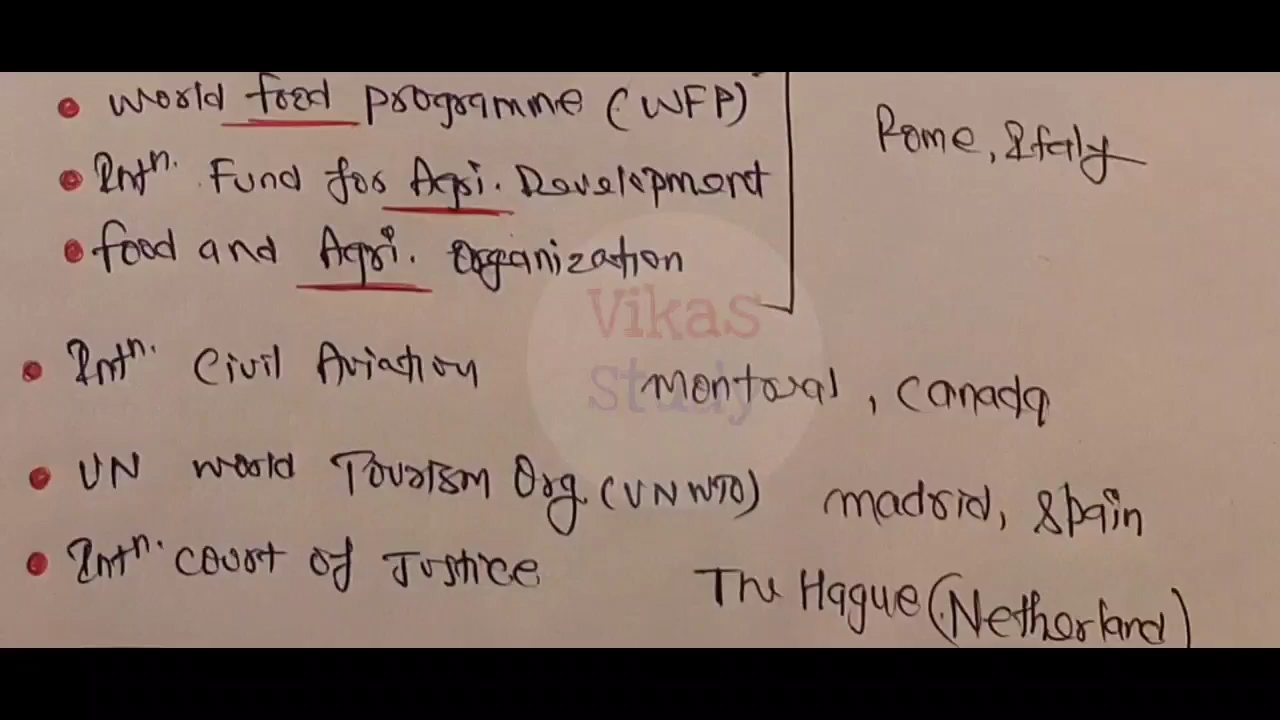 • World food programme (WFP)
Rome, Italy
• Intn. Fund for Agri. Development
• food and Agri. Organization
Vikas
Study
• Intn. Civil Aviation
Montoral, Canada
• UN world Tourism Org. (UNWTO)
madrid, Spain
• Intn. Court of Justice
The Hague (Netherland)